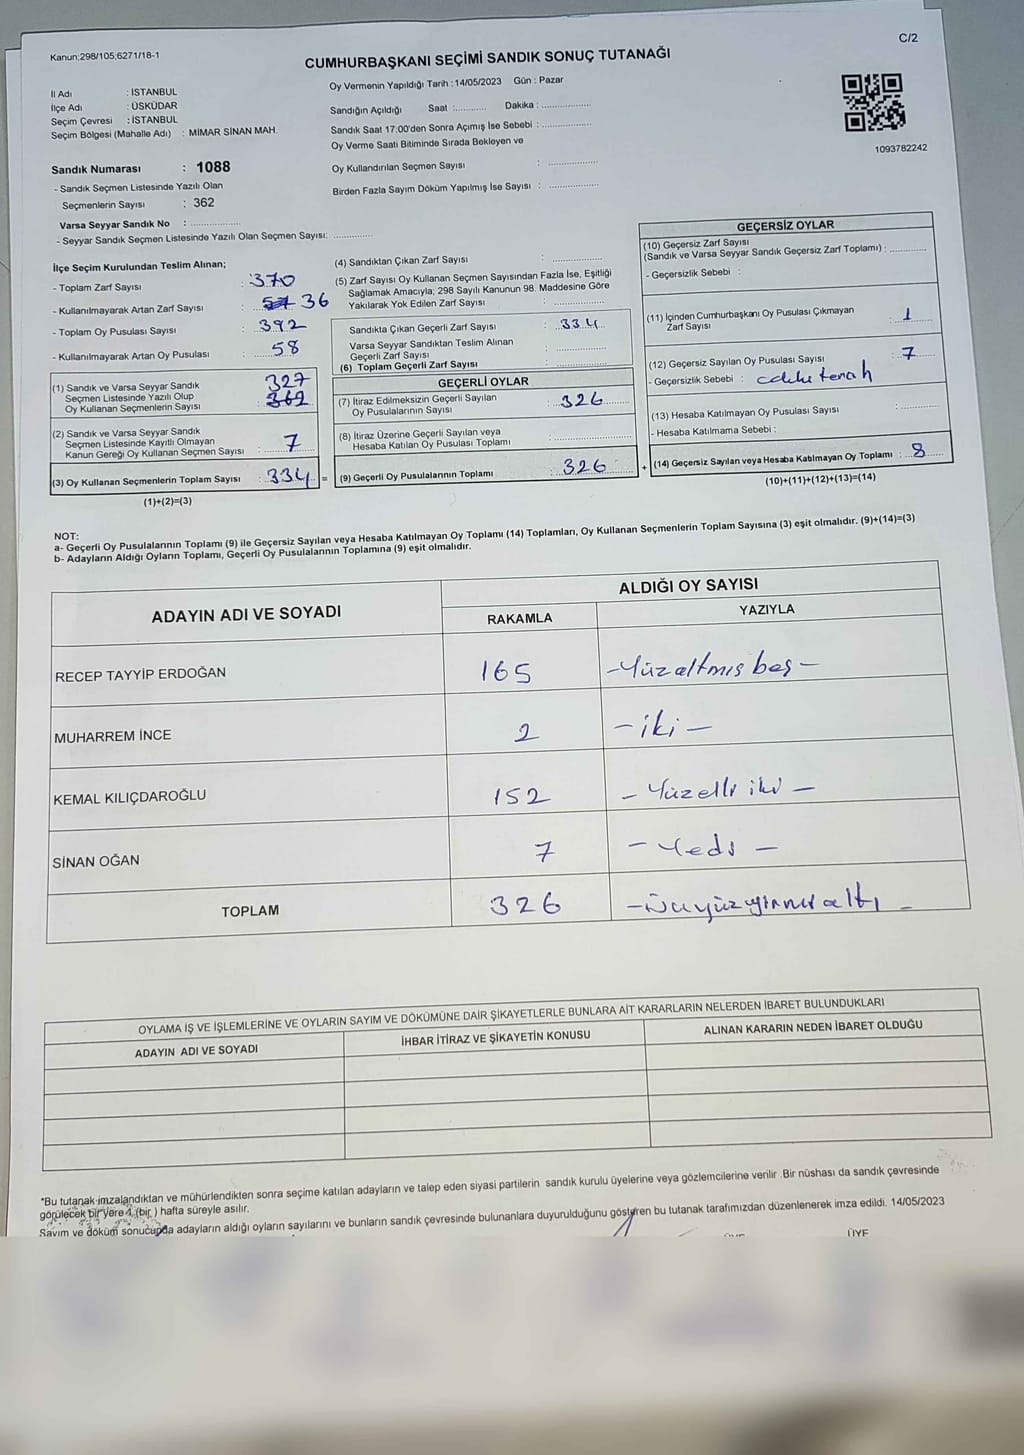 Kanun:298/105;6271/18-1
C/2
CUMHURBAŞKANI SEÇİMİ SANDIK SONUÇ TUTANAĞI
İl Adı : İSTANBUL
İlçe Adı : ÜSKÜDAR
Seçim Çevresi : İSTANBUL
Seçim Bölgesi (Mahalle Adı) : MİMAR SİNAN MAH.
Sandık Numarası : 1088
- Sandık Seçmen Listesinde Yazılı Olan
Seçmenlerin Sayısı : 362
Varsa Seyyar Sandık No : ..............
- Seyyar Sandık Seçmen Listesinde Yazılı Olan Seçmen Sayısı: ............
Oy Vermenin Yapıldığı Tarih : 14/05/2023 Gün : Pazar
Sandığın Açıldığı Saat :.......... Dakika : ..............
Sandık Saat 17:00'den Sonra Açımış İse Sebebi : ..............
Oy Verme Saati Bitiminde Sırada Bekleyen ve
Oy Kullandırılan Seçmen Sayısı : ..............
Birden Fazla Sayım Döküm Yapılmış İse Sayısı : ..............
1093782242
İlçe Seçim Kurulundan Teslim Alınan;
- Toplam Zarf Sayısı : 370
- Kullanılmayarak Artan Zarf Sayısı : 36
- Toplam Oy Pusulası Sayısı : 392
- Kullanılmayarak Artan Oy Pusulası : 58
(1) Sandık ve Varsa Seyyar Sandık 327
Seçmen Listesinde Yazılı Olup
Oy Kullanan Seçmenlerin Sayısı : 362
(2) Sandık ve Varsa Seyyar Sandık
Seçmen Listesinde Kayıtlı Olmayan
Kanun Gereği Oy Kullanan Seçmen Sayısı : 7
(3) Oy Kullanan Seçmenlerin Toplam Sayısı : 334 =
(1)+(2)=(3)
(4) Sandıktan Çıkan Zarf Sayısı : ..............
(5) Zarf Sayısı Oy Kullanan Seçmen Sayısından Fazla İse, Eşitliği
Sağlamak Amacıyla; 298 Sayılı Kanunun 98. Maddesine Göre
Yakılarak Yok Edilen Zarf Sayısı : ..............
Sandıkta Çıkan Geçerli Zarf Sayısı : 334
Varsa Seyyar Sandıktan Teslim Alınan
Geçerli Zarf Sayısı : ..............
(6) Toplam Geçerli Zarf Sayısı : ..............
GEÇERLİ OYLAR
(7) İtiraz Edilmeksizin Geçerli Sayılan
Oy Pusulalarının Sayısı : 326
(8) İtiraz Üzerine Geçerli Sayılan veya
Hesaba Katılan Oy Pusulası Toplamı : ..............
(9) Geçerli Oy Pusulalarının Toplamı : 326 +
GEÇERSİZ OYLAR
(10) Geçersiz Zarf Sayısı
(Sandık ve Varsa Seyyar Sandık Geçersiz Zarf Toplamı) : ............
- Geçersizlik Sebebi :
(11) İçinden Cumhurbaşkanı Oy Pusulası Çıkmayan
Zarf Sayısı : 1
(12) Geçersiz Sayılan Oy Pusulası Sayısı : 7
- Geçersizlik Sebebi :
(13) Hesaba Katılmayan Oy Pusulası Sayısı : ............
- Hesaba Katılmama Sebebi :
(14) Geçersiz Sayılan veya Hesaba Katılmayan Oy Toplamı : 8
(10)+(11)+(12)+(13)=(14)
NOT:
a- Geçerli Oy Pusulalarının Toplamı (9) ile Geçersiz Sayılan veya Hesaba Katılmayan Oy Toplamı (14) Toplamları, Oy Kullanan Seçmenlerin Toplam Sayısına (3) eşit olmalıdır. (9)+(14)=(3)
b- Adayların Aldığı Oyların Toplamı, Geçerli Oy Pusulalarının Toplamına (9) eşit olmalıdır.
ADAYIN ADI VE SOYADI ALDIĞI OY SAYISI
RAKAMLA YAZIYLA
RECEP TAYYİP ERDOĞAN 165 -Yüzaltmış beş-
MUHARREM İNCE 2 -iki-
KEMAL KILIÇDAROĞLU 152 - Yüzelli iki -
SİNAN OĞAN 7 - Yedi -
TOPLAM 326 -Üçyüzyirmi altı -
OYLAMA İŞ VE İŞLEMLERİNE VE OYLARIN SAYIM VE DÖKÜMÜNE DAİR ŞİKAYETLERLE BUNLARA AİT KARARLARIN NELERDEN İBARET BULUNDUKLARI
ADAYIN ADI VE SOYADI İHBAR İTİRAZ VE ŞİKAYETİN KONUSU ALINAN KARARIN NEDEN İBARET OLDUĞU
*Bu tutanak imzalandıktan ve mühürlendikten sonra seçime katılan adayların ve talep eden siyasi partilerin sandık kurulu üyelerine veya gözlemcilerine verilir .Bir nüshası da sandık çevresinde
görülecek bir yere 1 (bir ) hafta süreyle asılır.
Sayım ve döküm sonucunda adayların aldığı oyların sayılarını ve bunların sandık çevresinde bulunanlara duyurulduğunu gösteren bu tutanak tarafımızdan düzenlenerek imza edildi. 14/05/2023
ÜYE ÜYE